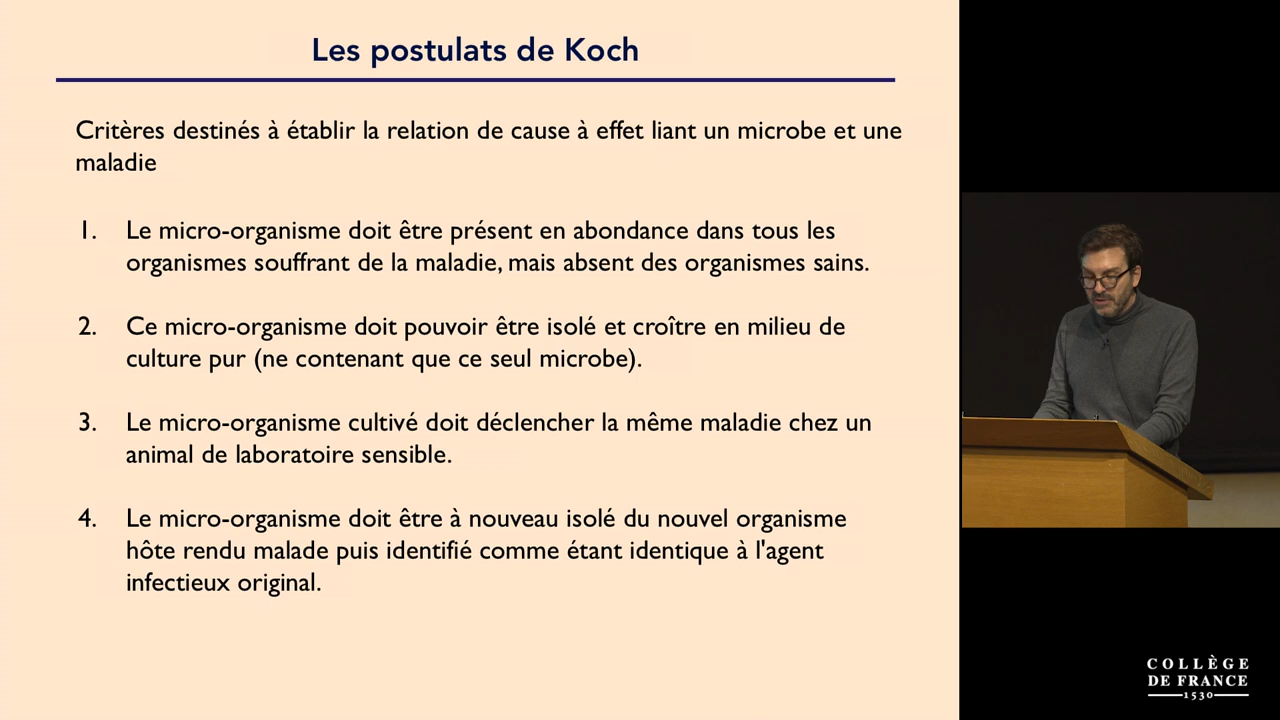 Les postulats de Koch
Critères destinés à établir la relation de cause à effet liant un microbe et une
maladie
1. Le micro-organisme doit être présent en abondance dans tous les
organismes souffrant de la maladie, mais absent des organismes sains.
2. Ce micro-organisme doit pouvoir être isolé et croître en milieu de
culture pur (ne contenant que ce seul microbe).
3. Le micro-organisme cultivé doit déclencher la même maladie chez un
animal de laboratoire sensible.
4. Le micro-organisme doit être à nouveau isolé du nouvel organisme
hôte rendu malade puis identifié comme étant identique à l'agent
infectieux original.
COLLÈGE
DE FRANCE
1530